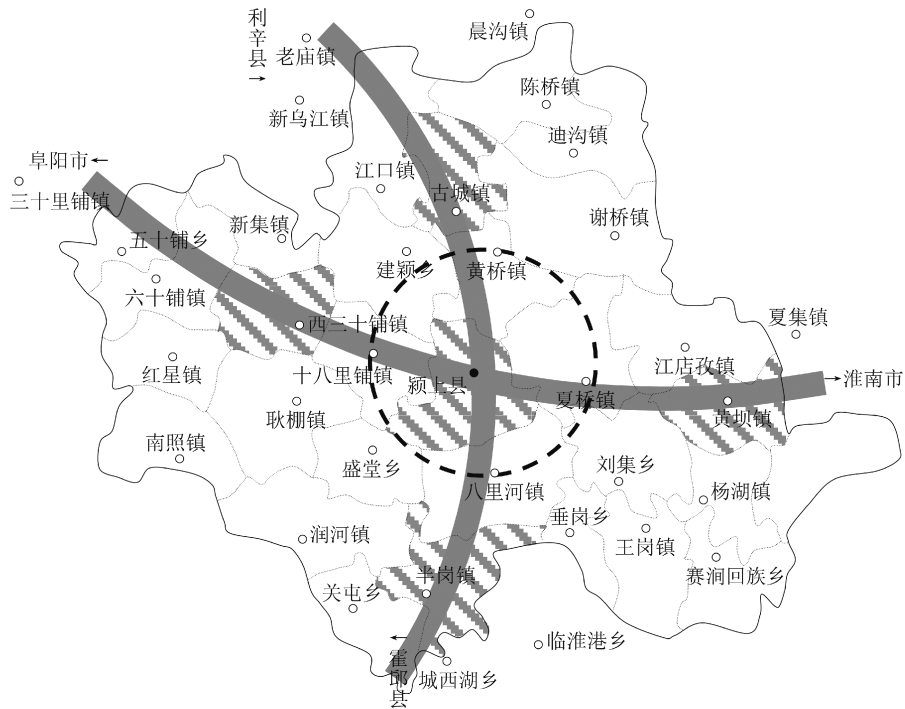 利辛县
晨沟镇
老庙镇
陈桥镇
新乌江镇
迪沟镇
阜阳市
江口镇
三十里铺镇
古城镇
新集镇
谢桥镇
五十铺乡
建颍乡
黄桥镇
六十铺镇
西三十铺镇
夏集镇
红星镇
十八里铺镇
江店孜镇
颍上县
夏桥镇
淮南市
耿棚镇
黄坝镇
南照镇
盛堂乡
刘集乡
八里河镇
杨湖镇
垂岗乡
润河镇
王岗镇
半岗镇
赛涧回族乡
关屯乡
临淮港乡
霍邱县
城西湖乡